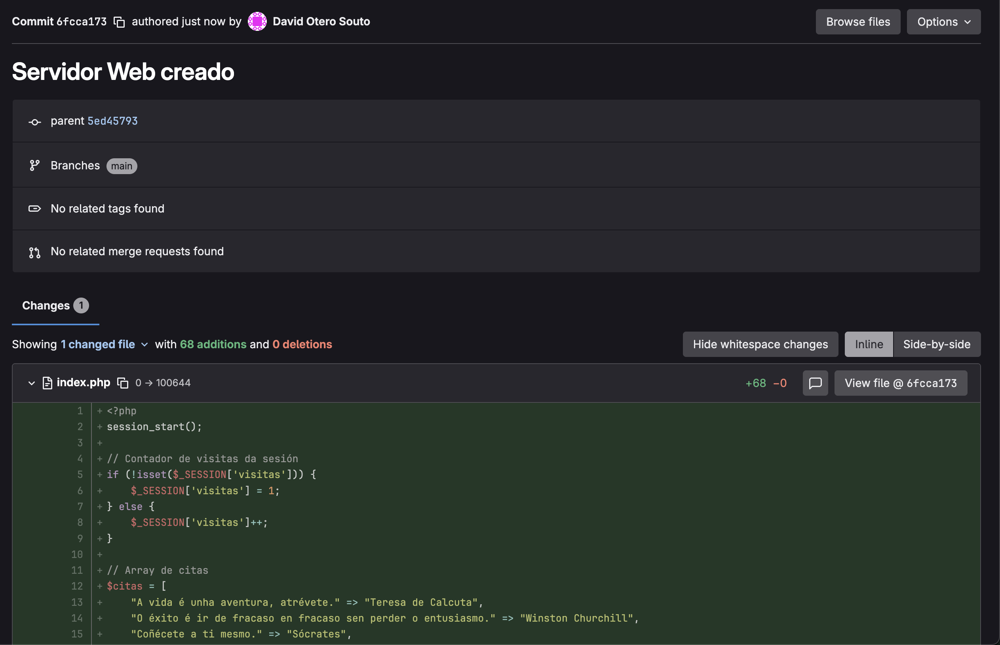 Commit 6fcca173 authored just now by David Otero Souto Browse files Options
Servidor Web creado
parent 5ed45793
Branches main
No related tags found
No related merge requests found
Changes 1
Showing 1 changed file with 68 additions and 0 deletions Hide whitespace changes Inline Side-by-side
index.php 0 → 100644 +68 −0 View file @ 6fcca173
1 + <?php
2 + session_start();
3 +
4 + // Contador de visitas da sesión
5 + if (!isset($_SESSION['visitas'])) {
6 +     $_SESSION['visitas'] = 1;
7 + } else {
8 +     $_SESSION['visitas']++;
9 + }
10 +
11 + // Array de citas
12 + $citas = [
13 +     "A vida é unha aventura, atrévete." => "Teresa de Calcuta",
14 +     "O éxito é ir de fracaso en fracaso sen perder o entusiasmo." => "Winston Churchill",
15 +     "Coñécete a ti mesmo." => "Sócrates",